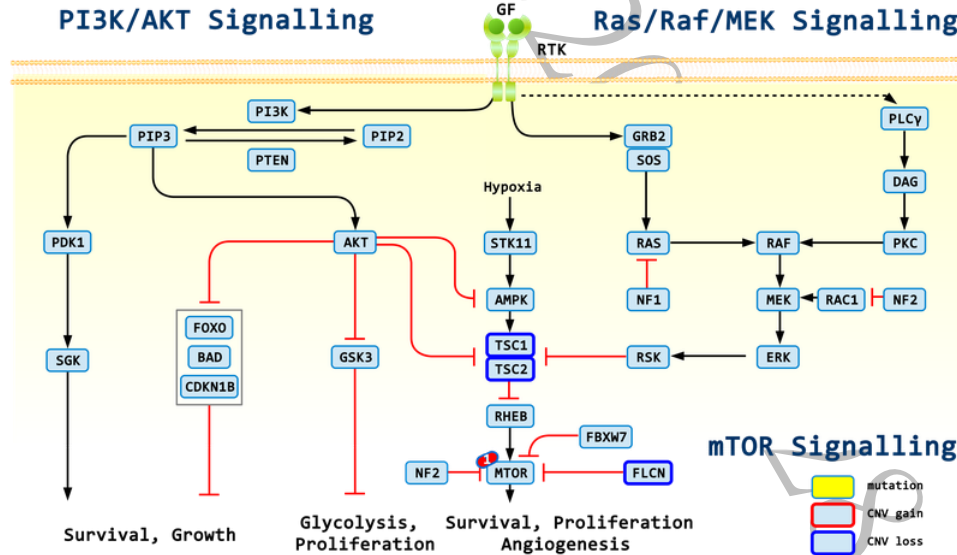 PI3K/AKT Signalling
GF
Ras/Raf/MEK Signalling
RTK
PI3K
PLCγ
PIP3
PIP2
GRB2
PTEN
SOS
Hypoxia
DAG
PDK1
AKT
STK11
RAS
RAF
PKC
AMPK
NF1
MEK
RAC1
NF2
FOXO
BAD
CDKN1B
SGK
GSK3
TSC1
TSC2
RSK
ERK
RHEB
FBXW7
mTOR Signalling
NF2
1
MTOR
FLCN
mutation
CNV gain
CNV loss
Survival, Growth
Glycolysis,
Proliferation
Survival, Proliferation
Angiogenesis